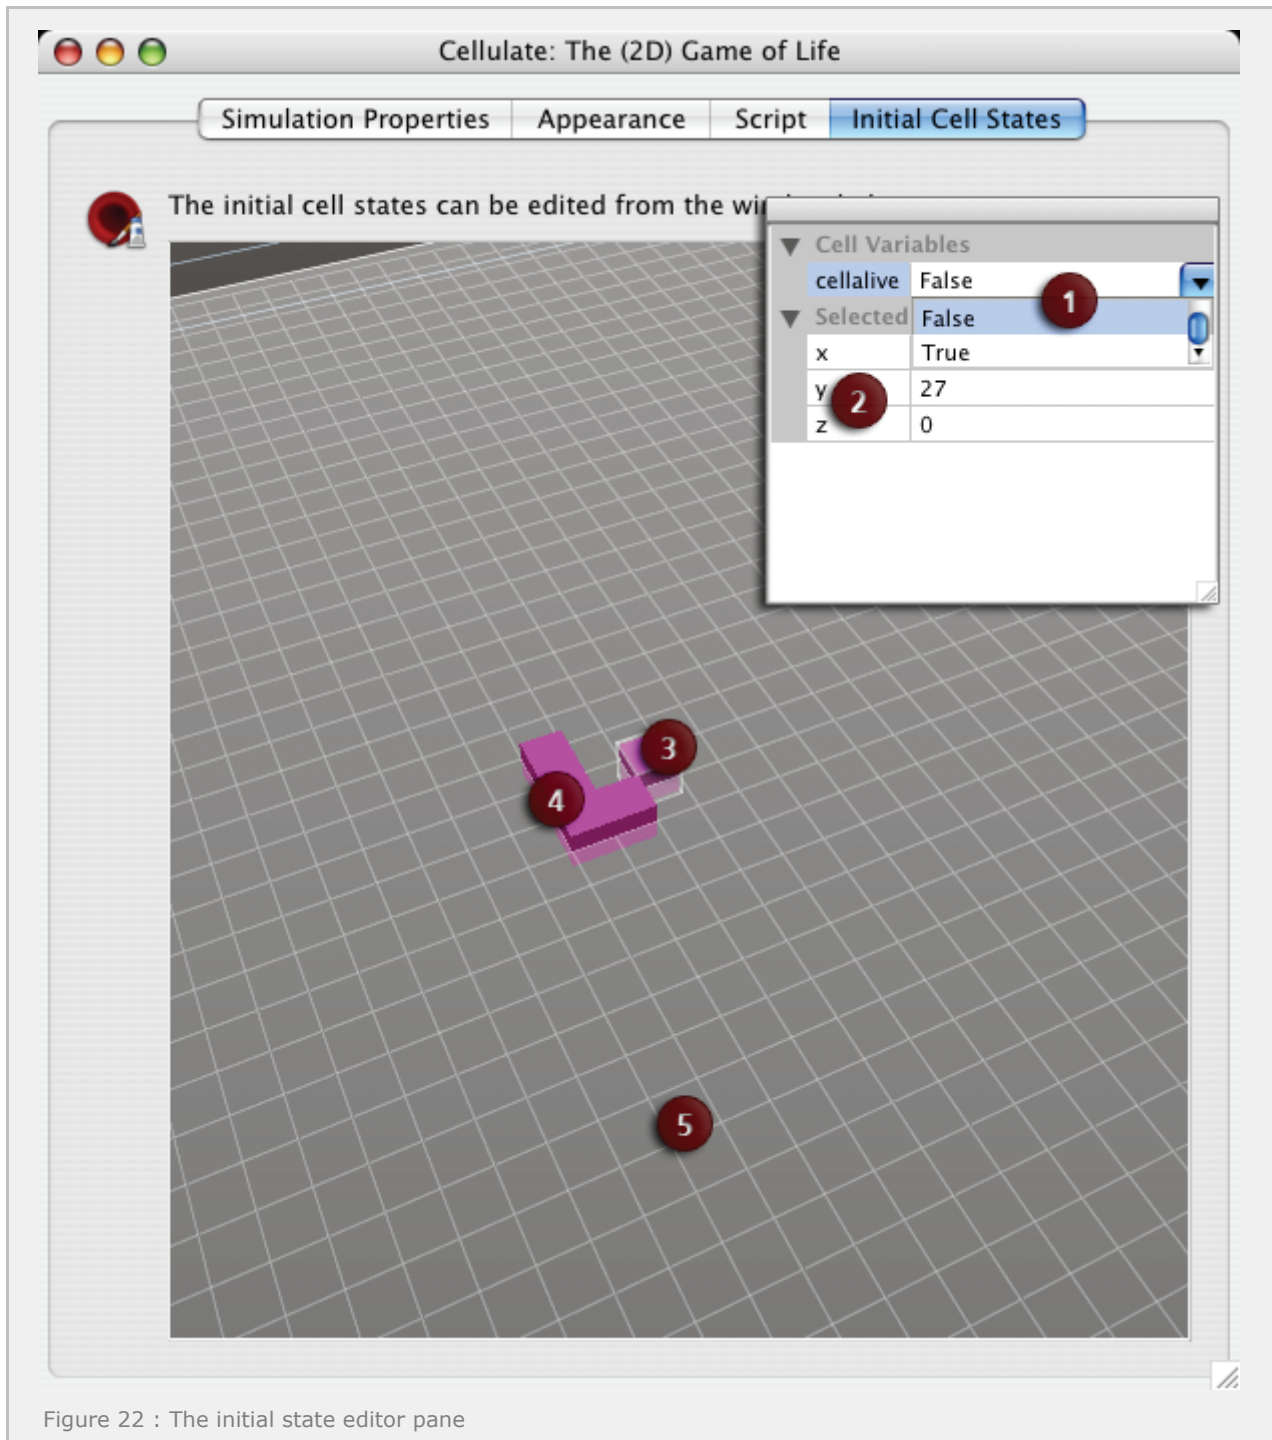 Cellulate: The (2D) Game of Life
Simulation Properties Appearance Script Initial Cell States
The initial cell states can be edited from the
Cell Variables
cellalive False
1
Selected False
x True
y 2 27
z 0
3
4
5
Figure 22 : The initial state editor pane